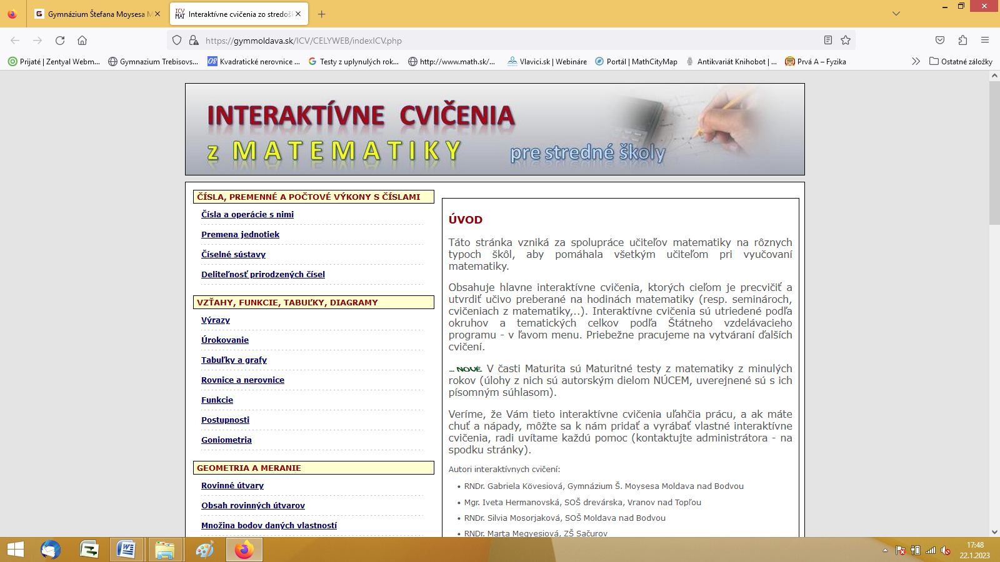 Gymnázium Štefana Moysesa M
Interaktívne cvičenia zo stredoš
https://gymmoldava.sk/ICV/CELYWEB/indexICV.php
Prijaté | Zentyal Webm...
Gymnazium Trebisovs...
Kvadratické nerovnice ...
Testy z uplynulých rok...
http://www.math.sk/...
Vlavici.sk | Webináre
Portál | MathCityMap
Antikvariát Knihobot | ...
Prvá A – Fyzika
Ostatné záložky
INTERAKTÍVNE CVIČENIA
z MATEMATIKY pre stredné školy
ČÍSLA, PREMENNÉ A POČTOVÉ VÝKONY S ČÍSLAMI
Čísla a operácie s nimi
Premena jednotiek
Číselné sústavy
Deliteľnosť prirodzených čísel
VZŤAHY, FUNKCIE, TABUĽKY, DIAGRAMY
Výrazy
Úrokovanie
Tabuľky a grafy
Rovnice a nerovnice
Funkcie
Postupnosti
Goniometria
GEOMETRIA A MERANIE
Rovinné útvary
Obsah rovinných útvarov
Množina bodov daných vlastností
ÚVOD
Táto stránka vzniká za spolupráce učiteľov matematiky na rôznych
typoch škôl, aby pomáhala všetkým učiteľom pri vyučovaní
matematiky.
Obsahuje hlavne interaktívne cvičenia, ktorých cieľom je precvičiť a
utvrdiť učivo preberané na hodinách matematiky (resp. seminároch,
cvičeniach z matematiky,..). Interaktívne cvičenia sú utriedené podľa
okruhov a tematických celkov podľa Štátneho vzdelávacieho
programu - v ľavom menu. Priebežne pracujeme na vytváraní ďalších
cvičení.
... NOVÉ V časti Maturita sú Maturitné testy z matematiky z minulých
rokov (úlohy z nich sú autorským dielom NÚCEM, uverejnené sú s ich
písomným súhlasom).
Veríme, že Vám tieto interaktívne cvičenia uľahčia prácu, a ak máte
chuť a nápady, môžte sa k nám pridať a vyrábať vlastné interaktívne
cvičenia, radi uvítame každú pomoc (kontaktujte administrátora - na
spodku stránky).
Autori interaktívnych cvičení:
RNDr. Gabriela Kövesiová, Gymnázium Š. Moysesa Moldava nad Bodvou
Mgr. Iveta Hermanovská, SOŠ drevárska, Vranov nad Topľou
RNDr. Silvia Mosorjaková, SOŠ Moldava nad Bodvou
RNDr. Marta Megyesiová, ZŠ Sačurov
17:48
22.1.2023